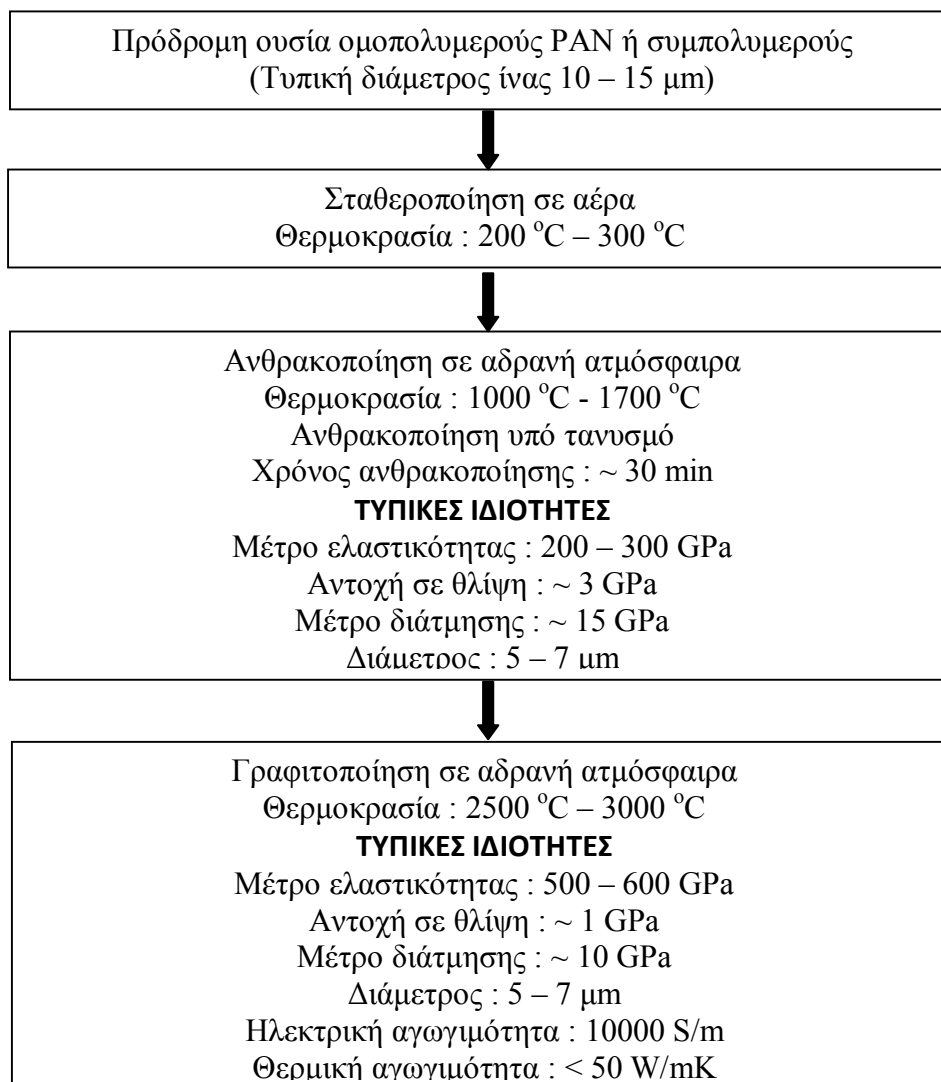 Πρόδρομη ουσία ομοπολυμερούς PAN ή συμπολυμερούς
(Τυπική διάμετρος ίνας 10 – 15 μm)
Σταθεροποίηση σε αέρα
Θερμοκρασία : 200 °C – 300 °C
Ανθρακοποίηση σε αδρανή ατμόσφαιρα
Θερμοκρασία : 1000 °C - 1700 °C
Ανθρακοποίηση υπό τανυσμό
Χρόνος ανθρακοποίησης : ~ 30 min
ΤΥΠΙΚΕΣ ΙΔΙΟΤΗΤΕΣ
Μέτρο ελαστικότητας : 200 – 300 GPa
Αντοχή σε θλίψη : ~ 3 GPa
Μέτρο διάτμησης : ~ 15 GPa
Διάμετρος : 5 – 7 μm
Γραφιτοποίηση σε αδρανή ατμόσφαιρα
Θερμοκρασία : 2500 °C – 3000 °C
ΤΥΠΙΚΕΣ ΙΔΙΟΤΗΤΕΣ
Μέτρο ελαστικότητας : 500 – 600 GPa
Αντοχή σε θλίψη : ~ 1 GPa
Μέτρο διάτμησης : ~ 10 GPa
Διάμετρος : 5 – 7 μm
Ηλεκτρική αγωγιμότητα : 10000 S/m
Θερμική αγωγιμότητα : < 50 W/mK